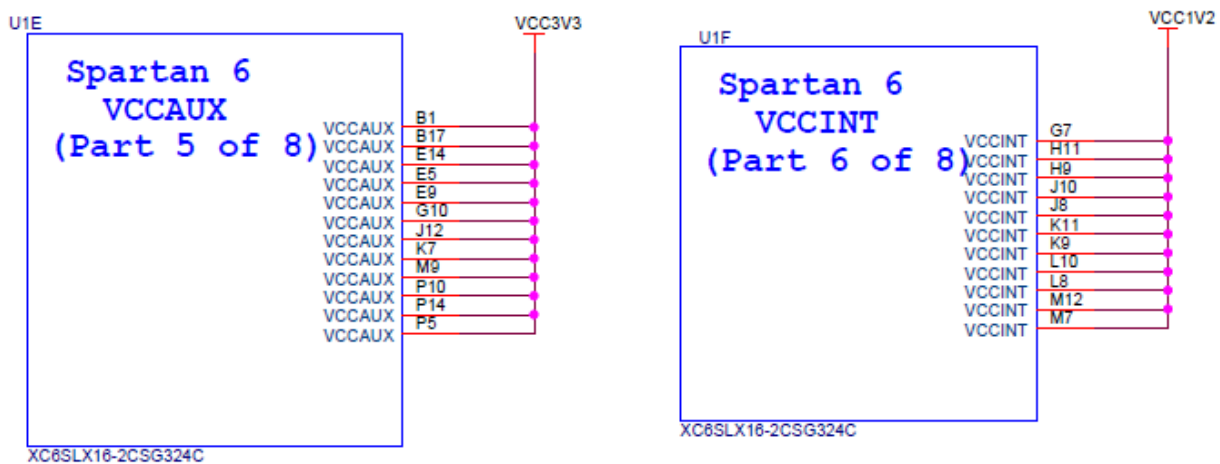 U1E
VCC3V3
Spartan 6
VCCAUX
(Part 5 of 8)
VCCAUX B1
VCCAUX B17
VCCAUX E14
VCCAUX E5
VCCAUX E9
VCCAUX G10
VCCAUX J12
VCCAUX K7
VCCAUX M9
VCCAUX P10
VCCAUX P14
VCCAUX P5
XC6SLX16-2CSG324C
U1F
VCC1V2
Spartan 6
VCCINT
(Part 6 of 8)
VCCINT G7
VCCINT H11
VCCINT H9
VCCINT J10
VCCINT J8
VCCINT K11
VCCINT K9
VCCINT L10
VCCINT L8
VCCINT M12
VCCINT M7
XC6SLX16-2CSG324C